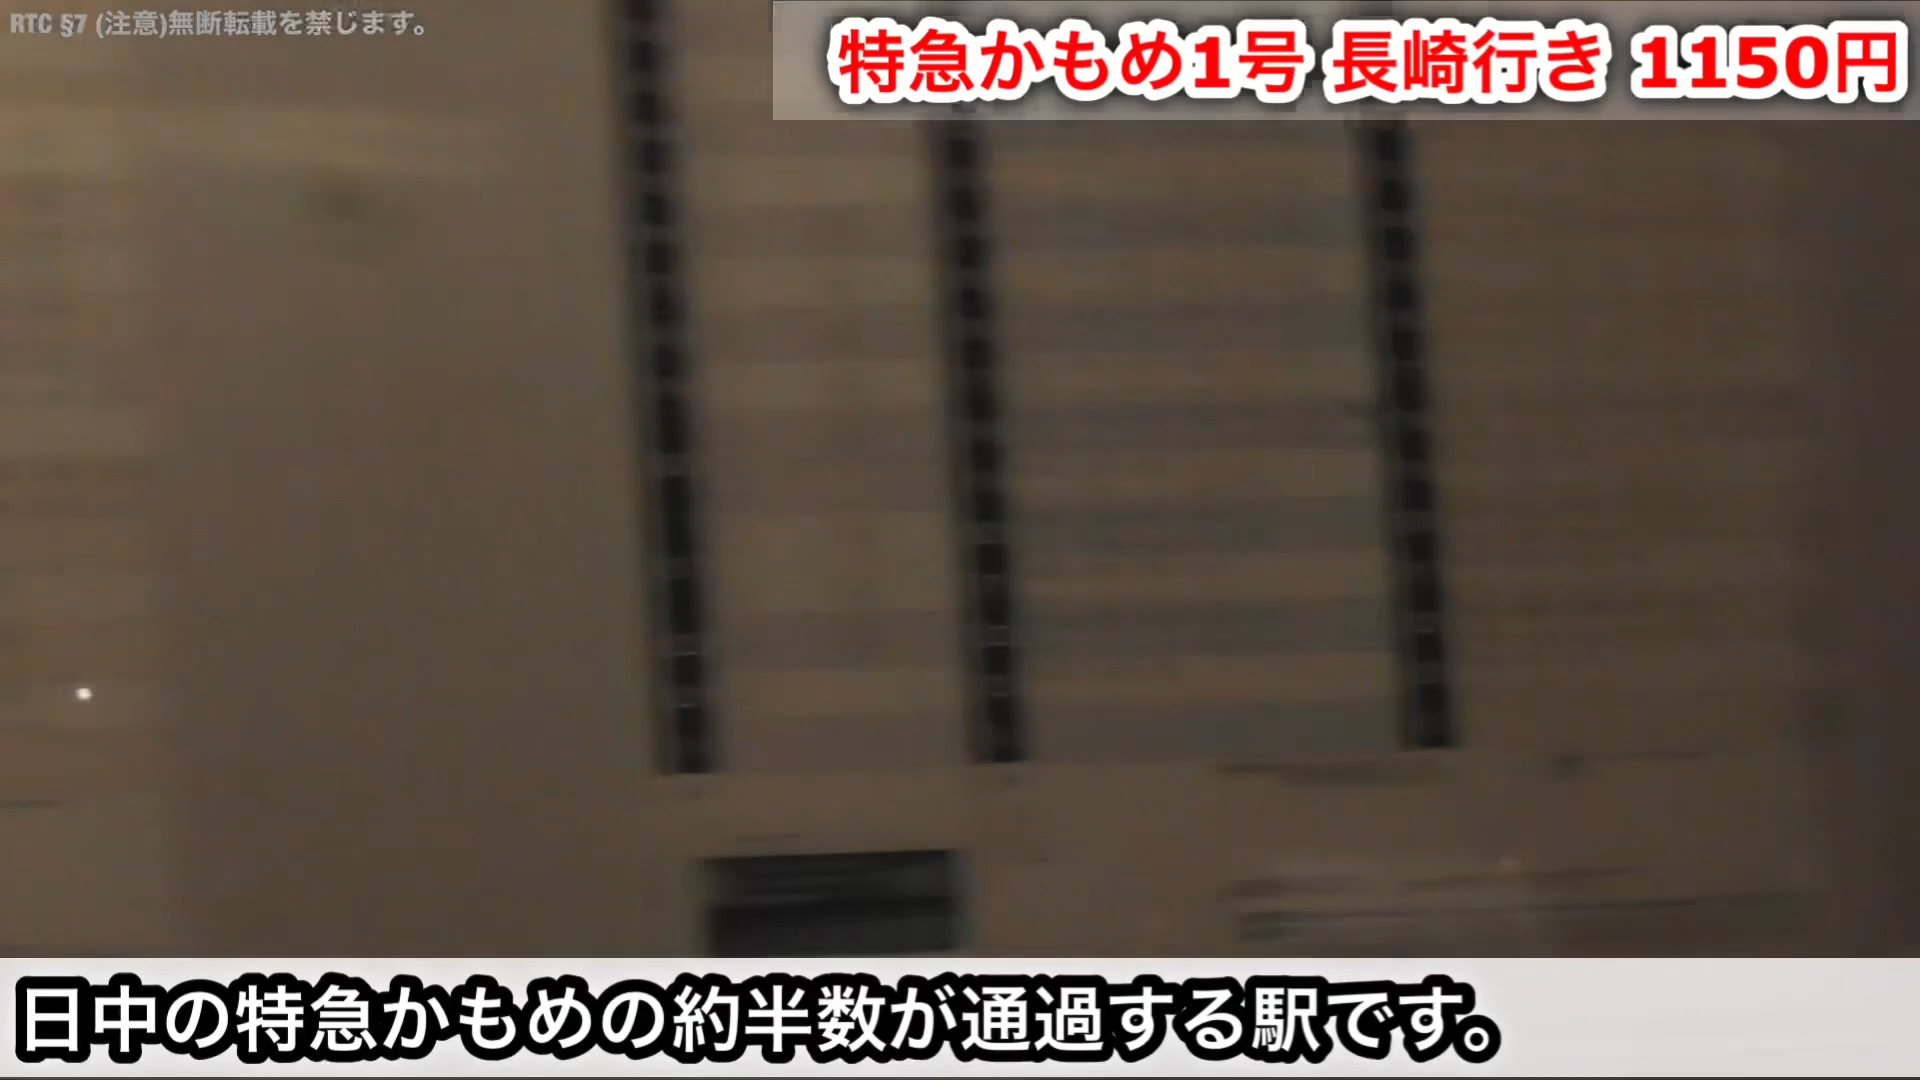 RTC §7 (注意)無断転載を禁じます。
特急かもめ1号 長崎行き 1150円
日中の特急かもめの約半数が通過する駅です。